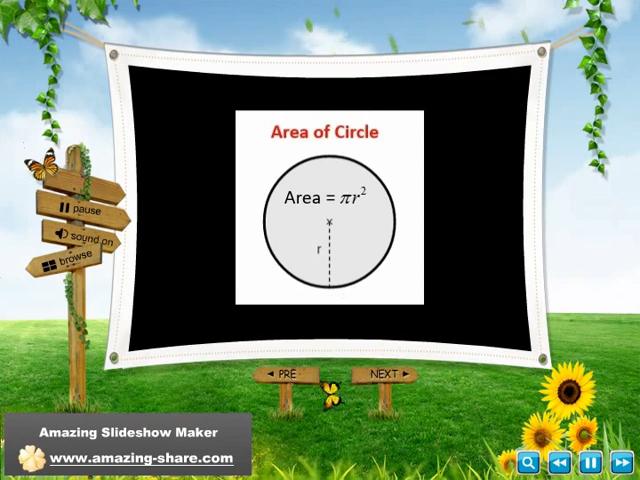 Area of Circle
Area = πr²
r
pause
sound on
browse
PRE
NEXT
Amazing Slideshow Maker
www.amazing-share.com